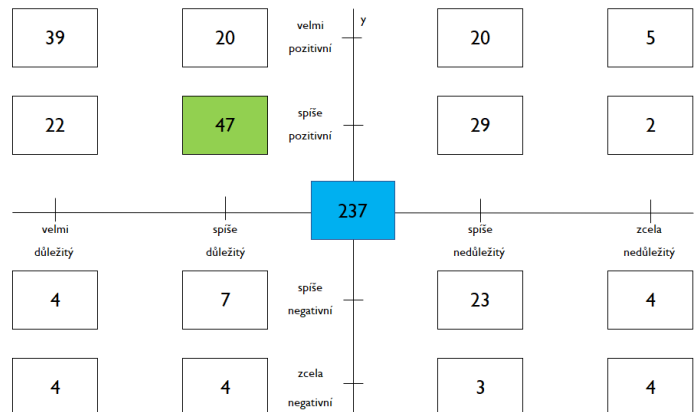 39 20 velmi y 20 5
pozitivní
22 47 spíše 29 2
pozitivní
237
velmi spíše spíše zcela
důležitý důležitý nedůležitý nedůležitý
4 7 spíše 23 4
negativní
4 4 zcela 3 4
negativní